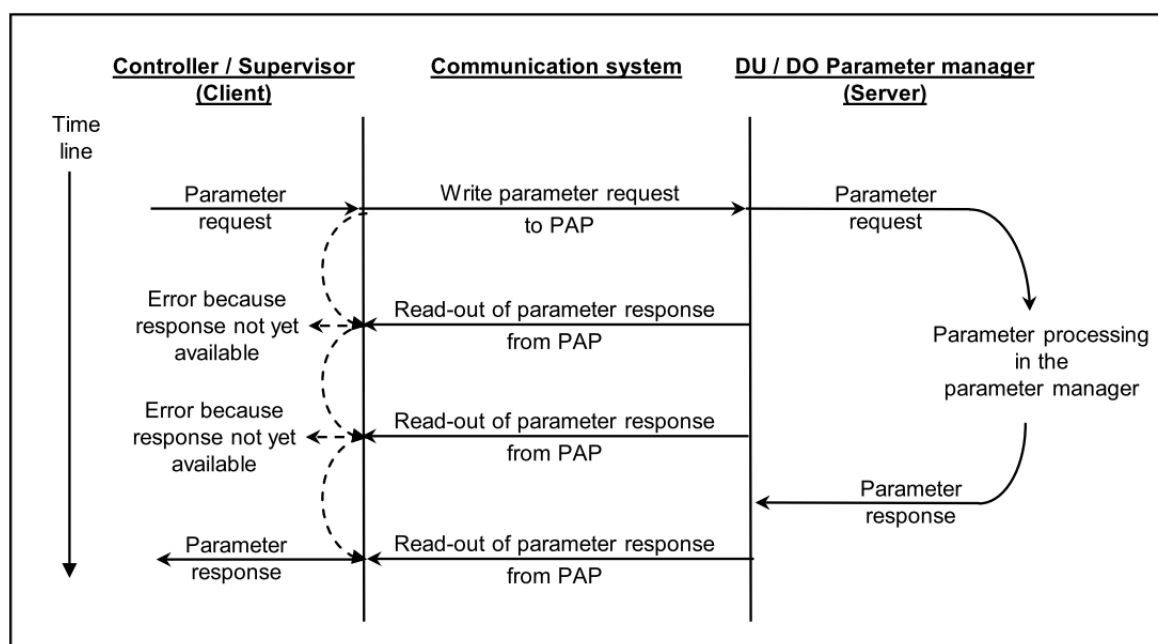 Controller / Supervisor
(Client)
Communication system
DU / DO Parameter manager
(Server)
Time
line
Parameter
request
Write parameter request
to PAP
Parameter
request
Error because
response not yet
available
Read-out of parameter response
from PAP
Parameter processing
in the
parameter manager
Error because
response not yet
available
Read-out of parameter response
from PAP
Parameter
response
Parameter
response
Read-out of parameter response
from PAP